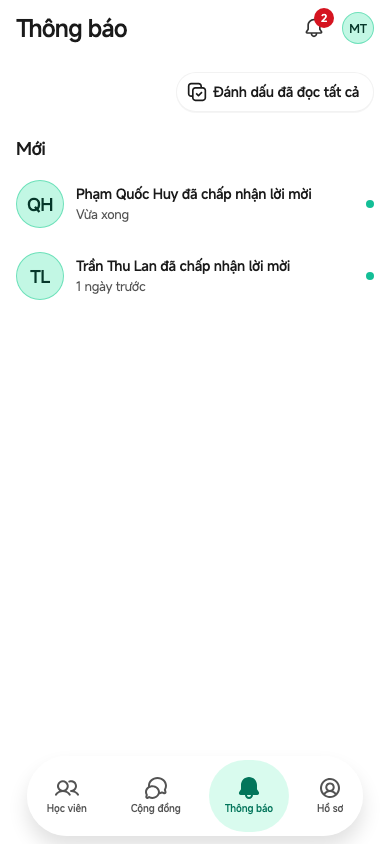 Thông báo
2
MT
Đánh dấu đã đọc tất cả
Mới
QH
Phạm Quốc Huy đã chấp nhận lời mời
Vừa xong
TL
Trần Thu Lan đã chấp nhận lời mời
1 ngày trước
Học viên
Cộng đồng
Thông báo
Hồ sơ